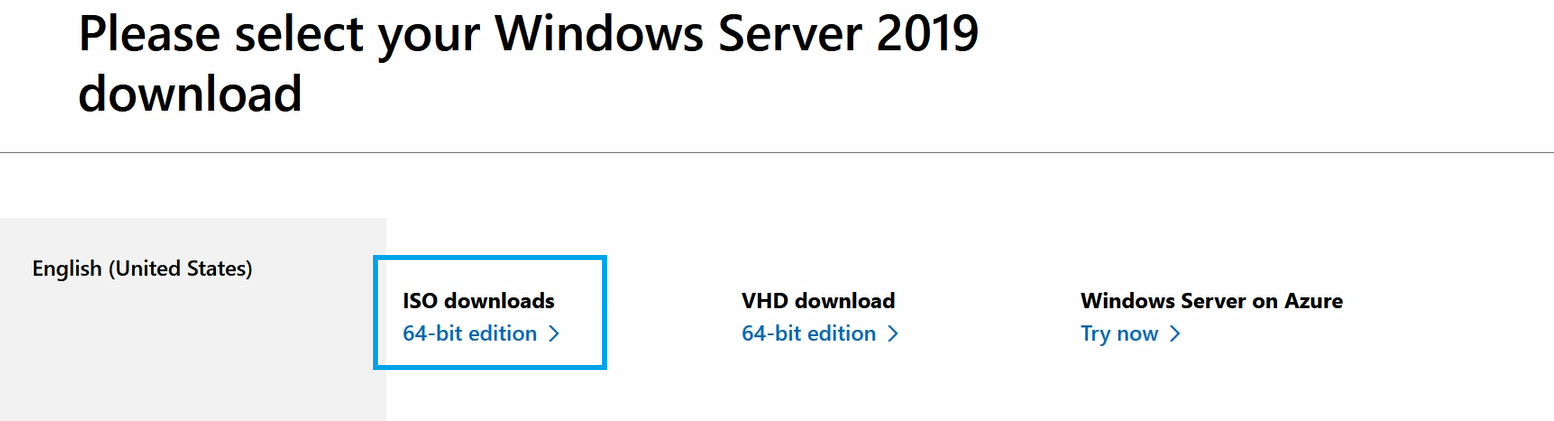 Please select your Windows Server 2019
download
English (United States)
ISO downloads
64-bit edition
VHD download
64-bit edition
Windows Server on Azure
Try now